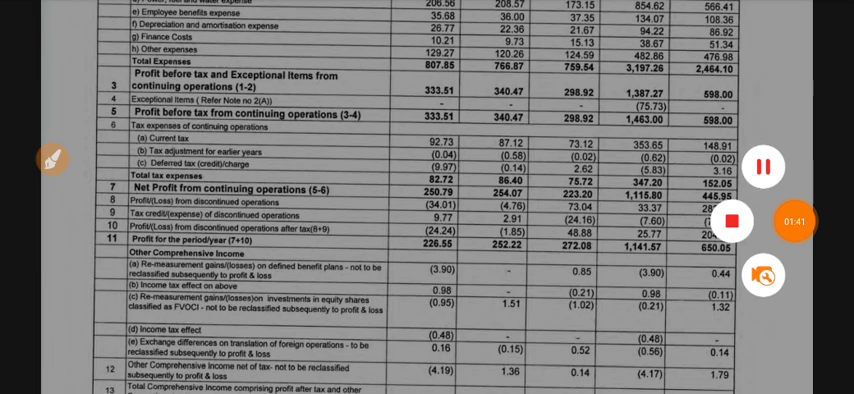 206.56 208.57 173.15 854.62 566.41
e) Employee benefits expense 35.68 36.00 37.35 134.07 108.36
f) Depreciation and amortisation expense 26.77 22.36 21.67 94.22 86.92
g) Finance Costs 10.21 9.73 15.13 38.67 51.34
h) Other expenses 129.27 120.26 124.59 482.86 476.98
Total Expenses 807.85 766.87 759.54 3,197.26 2,464.10
Profit before tax and Exceptional Items from
3 continuing operations (1-2) 333.51 340.47 298.92 1,387.27 598.00
4 Exceptional Items ( Refer Note no 2(A)) - - - (75.73) -
5 Profit before tax from continuing operations (3-4) 333.51 340.47 298.92 1,463.00 598.00
6 Tax expenses of continuing operations
(a) Current tax 92.73 87.12 73.12 353.65 148.91
(b) Tax adjustment for earlier years (0.04) (0.58) (0.02) (0.62) (0.02)
(c) Deferred tax (credit)/charge (9.97) (0.14) 2.62 (5.83) 3.16
Total tax expenses 82.72 86.40 75.72 347.20 152.05
7 Net Profit from continuing operations (5-6) 250.79 254.07 223.20 1,115.80 445.95
8 Profit/(Loss) from discontinued operations (34.01) (4.76) 73.04 33.37
9 Tax credit/(expense) of discontinued operations 9.77 2.91 (24.16) (7.60)
10 Profit/(Loss) from discontinued operations after tax(8+9) (24.24) (1.85) 48.88 25.77
11 Profit for the period/year (7+10) 226.55 252.22 272.08 1,141.57 650.05
Other Comprehensive Income
(a) Re-measurement gains/(losses) on defined benefit plans - not to be (3.90) - 0.85 (3.90) 0.44
reclassified subsequently to profit & loss
(b) Income tax effect on above 0.98 - (0.21) 0.98 (0.11)
(c) Re-measurement gains/(losses)on investments in equity shares (0.95) 1.51 (1.02) (0.21) 1.32
classified as FVOCI - not to be reclassified subsequently to profit & loss
(d) Income tax effect (0.48) - - (0.48) -
(e) Exchange differences on translation of foreign operations - to be 0.16 (0.15) 0.52 (0.56) 0.14
reclassified subsequently to profit & loss
12 Other Comprehensive Income net of tax- not to be reclassified (4.19) 1.36 0.14 (4.17) 1.79
subsequently to profit & loss
13 Total Comprehensive Income comprising profit after tax and other
01:41